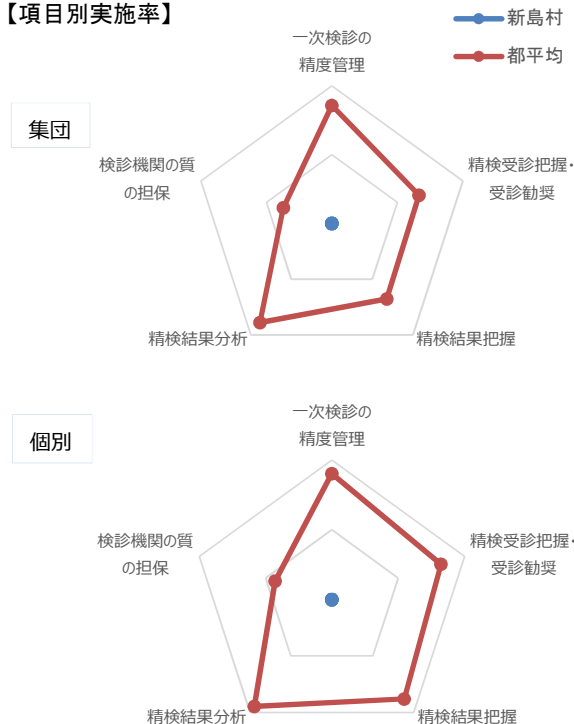 【項目別実施率】
新島村
都平均
集団
一次検診の
精度管理
精検受診把握・
受診勧奨
精検結果把握
精検結果分析
検診機関の質
の担保
個別
一次検診の
精度管理
精検受診把握・
受診勧奨
精検結果把握
精検結果分析
検診機関の質
の担保